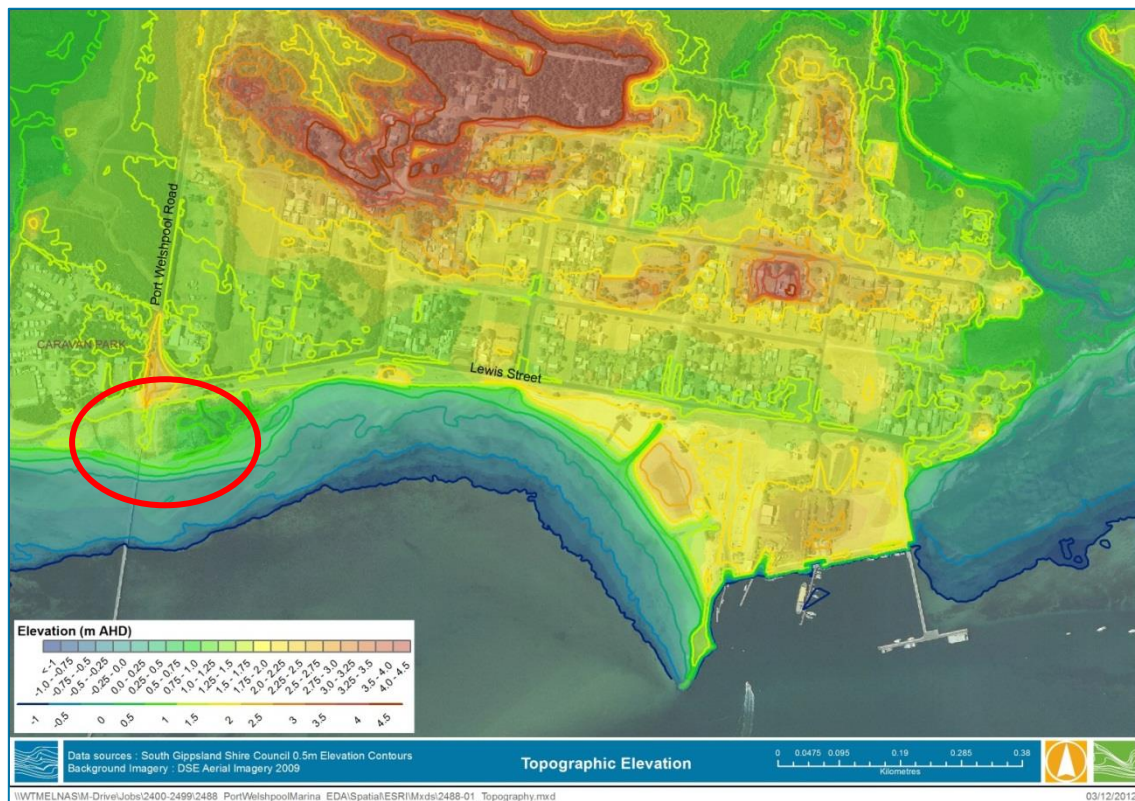 Port Welshpool Road
CARAVAN PARK
Lewis Street
Elevation (m AHD)
< -1
-1.0 - -0.75
-0.75 - -0.5
-0.5 - -0.25
-0.25 - 0.0
0.0 - 0.25
0.25 - 0.5
0.5 - 0.75
0.75 - 1.0
1.0 - 1.25
1.25 - 1.5
1.5 - 1.75
1.75 - 2.0
2.0 - 2.25
2.25 - 2.5
2.5 - 2.75
2.75 - 3.0
3.0 - 3.25
3.25 - 3.5
3.5 - 4.0
4.0 - 4.5
-1 -0.5 0 0.5 1 1.5 2 2.5 3 3.5 4 4.5
Data sources : South Gippsland Shire Council 0.5m Elevation Contours
Background Imagery : DSE Aerial Imagery 2009
Topographic Elevation
0 0.0475 0.095 0.19 0.285 0.38
Kilometres
\\WTMELNAS\M-Drive\Jobs\2400-2499\2488_PortWelshpoolMarina_EDA\Spatial\ESRI\Mxds\2488-01_Topography.mxd
03/12/2012